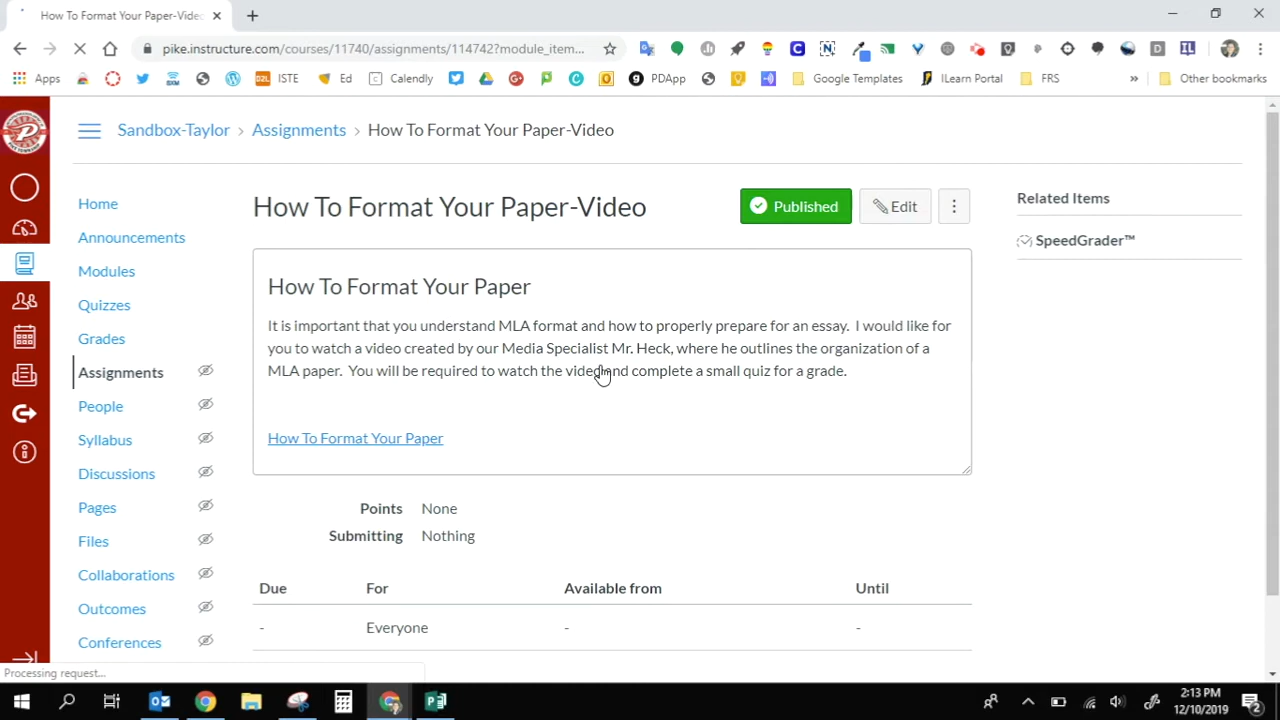 How To Format Your Paper-Video
pike.instructure.com/courses/11740/assignments/114742?module_item...
Apps
ISTE
Ed
Calendly
PDApp
Google Templates
ILearn Portal
FRS
»
Other bookmarks
Sandbox-Taylor › Assignments › How To Format Your Paper-Video
Home
Announcements
Modules
Quizzes
Grades
Assignments
People
Syllabus
Discussions
Pages
Files
Collaborations
Outcomes
Conferences
How To Format Your Paper-Video
Published
Edit
How To Format Your Paper
It is important that you understand MLA format and how to properly prepare for an essay. I would like for
you to watch a video created by our Media Specialist Mr. Heck, where he outlines the organization of a
MLA paper. You will be required to watch the video and complete a small quiz for a grade.
How To Format Your Paper
Points None
Submitting Nothing
Due For Available from Until
- Everyone - -
Related Items
SpeedGrader™
Processing request...
2:13 PM
12/10/2019
2